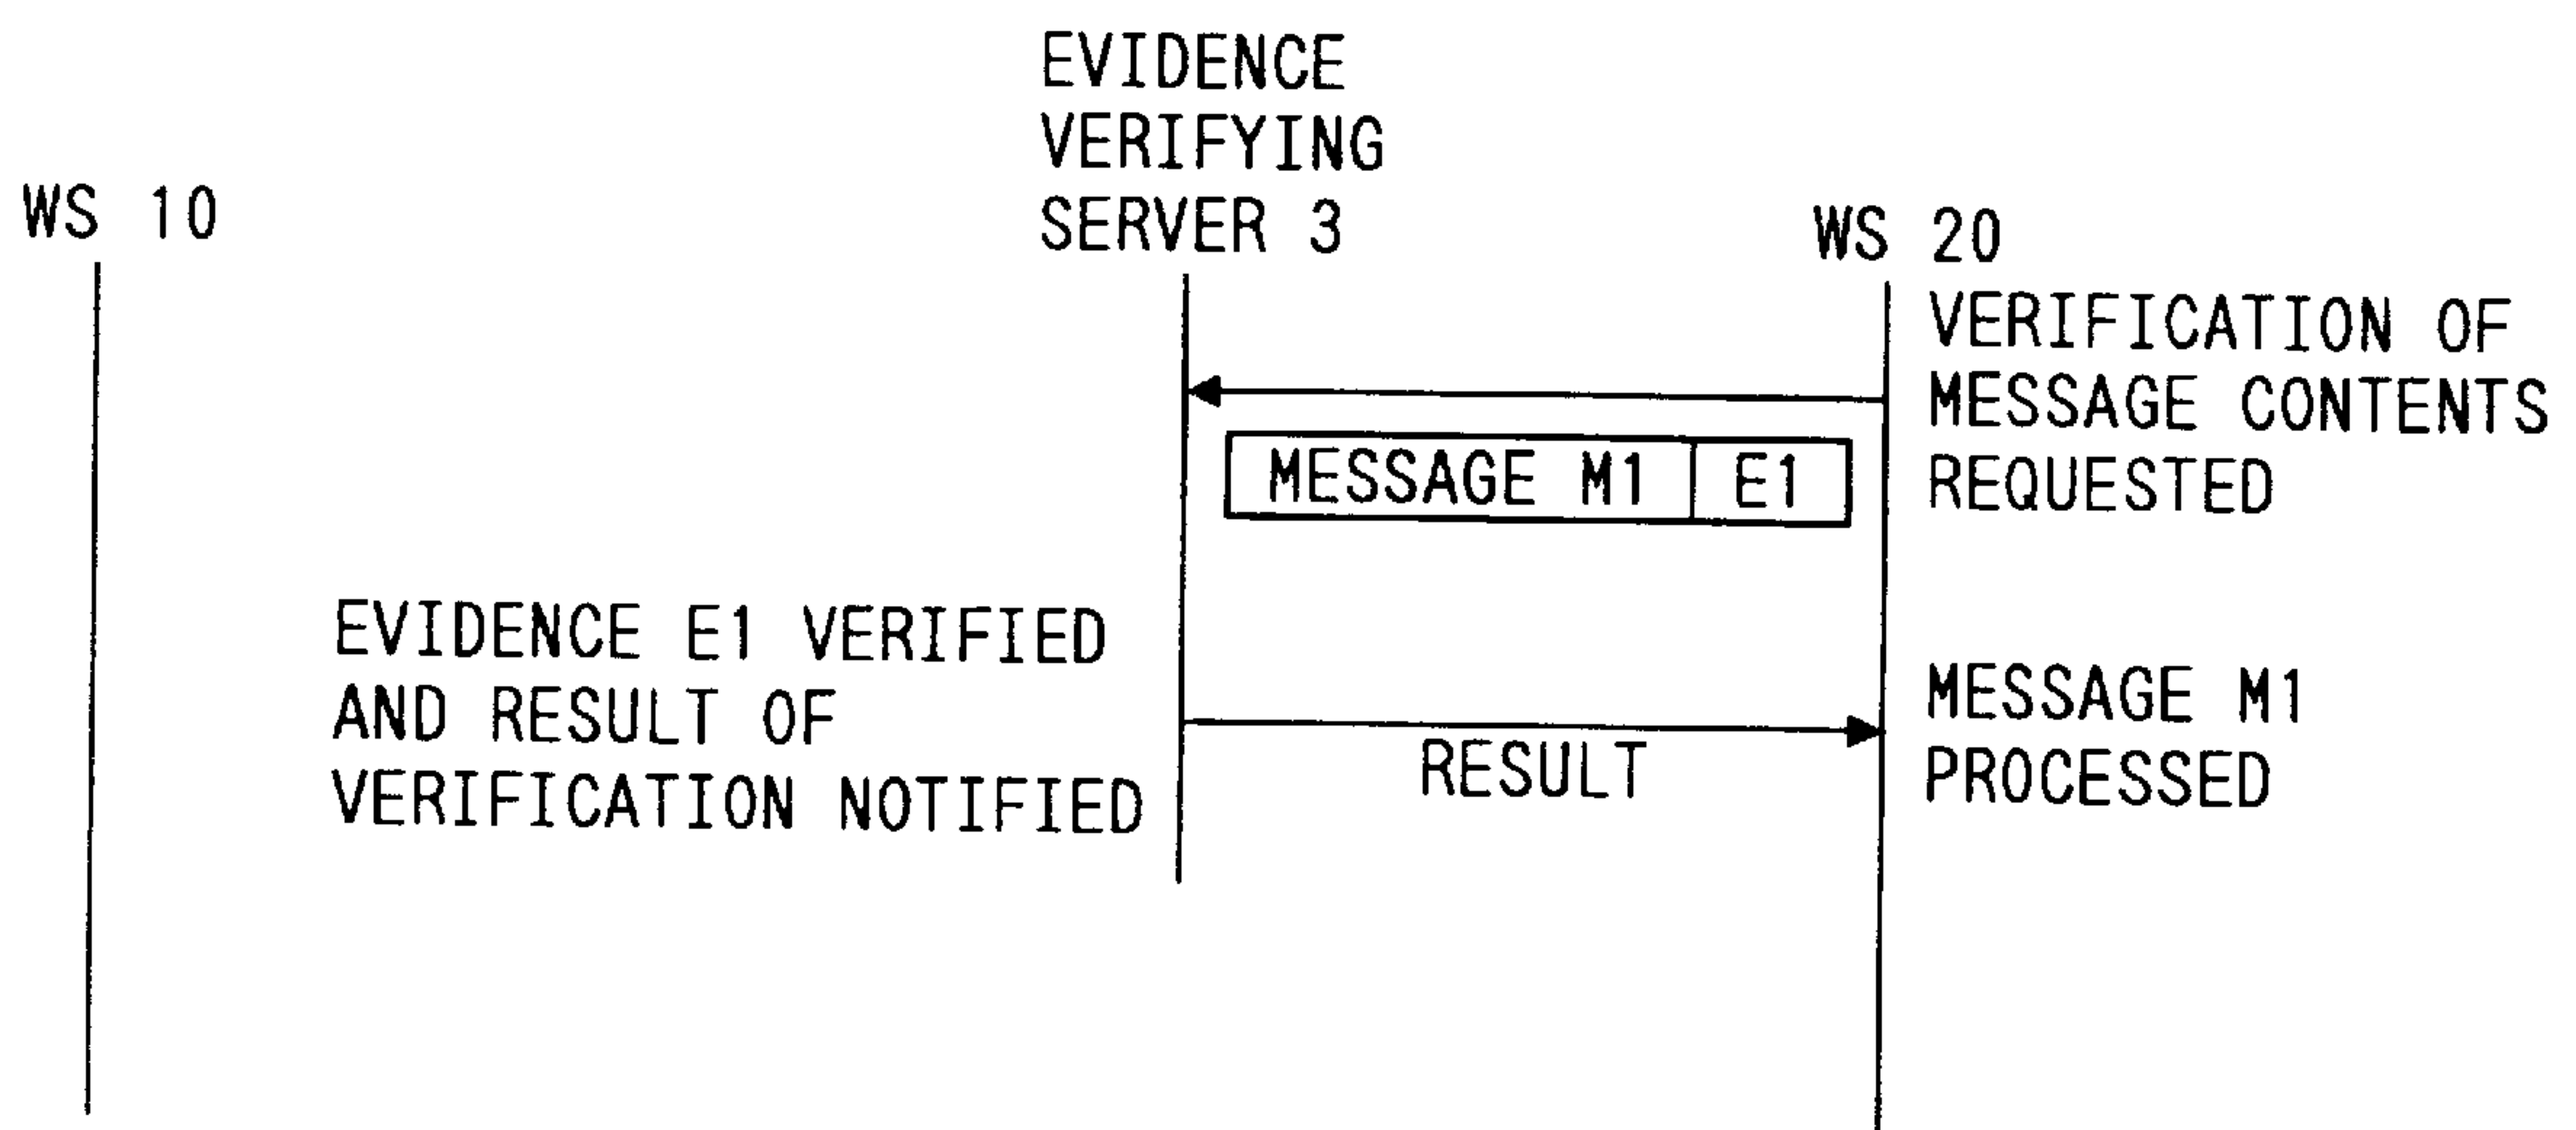 EVIDENCE
VERIFYING
SERVER 3
WS 10
WS 20
VERIFICATION OF
MESSAGE CONTENTS
REQUESTED
MESSAGE M1 E1
EVIDENCE E1 VERIFIED
AND RESULT OF
VERIFICATION NOTIFIED
RESULT
MESSAGE M1
PROCESSED